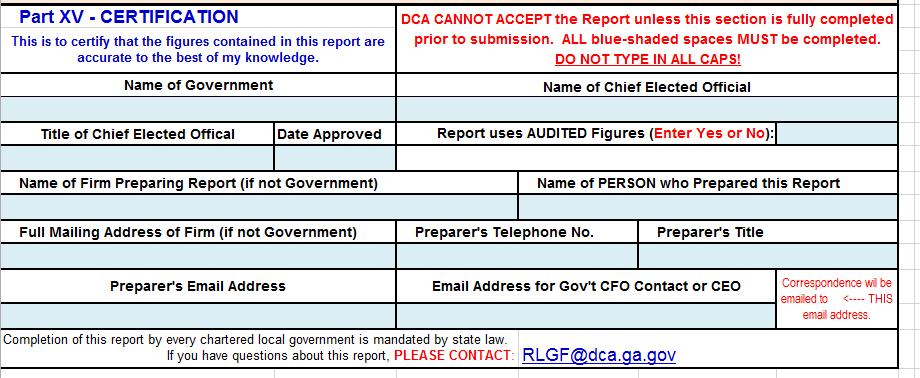 Part XV - CERTIFICATION
This is to certify that the figures contained in this report are
accurate to the best of my knowledge.
DCA CANNOT ACCEPT the Report unless this section is fully completed
prior to submission. ALL blue-shaded spaces MUST be completed.
DO NOT TYPE IN ALL CAPS!
Name of Government
Name of Chief Elected Official
Title of Chief Elected Offical
Date Approved
Report uses AUDITED Figures (Enter Yes or No):
Name of Firm Preparing Report (if not Government)
Name of PERSON who Prepared this Report
Full Mailing Address of Firm (if not Government)
Preparer's Telephone No.
Preparer's Title
Preparer's Email Address
Email Address for Gov't CFO Contact or CEO
Correspondence will be
emailed to <---- THIS
email address.
Completion of this report by every chartered local government is mandated by state law.
If you have questions about this report, PLEASE CONTACT: RLGF@dca.ga.gov